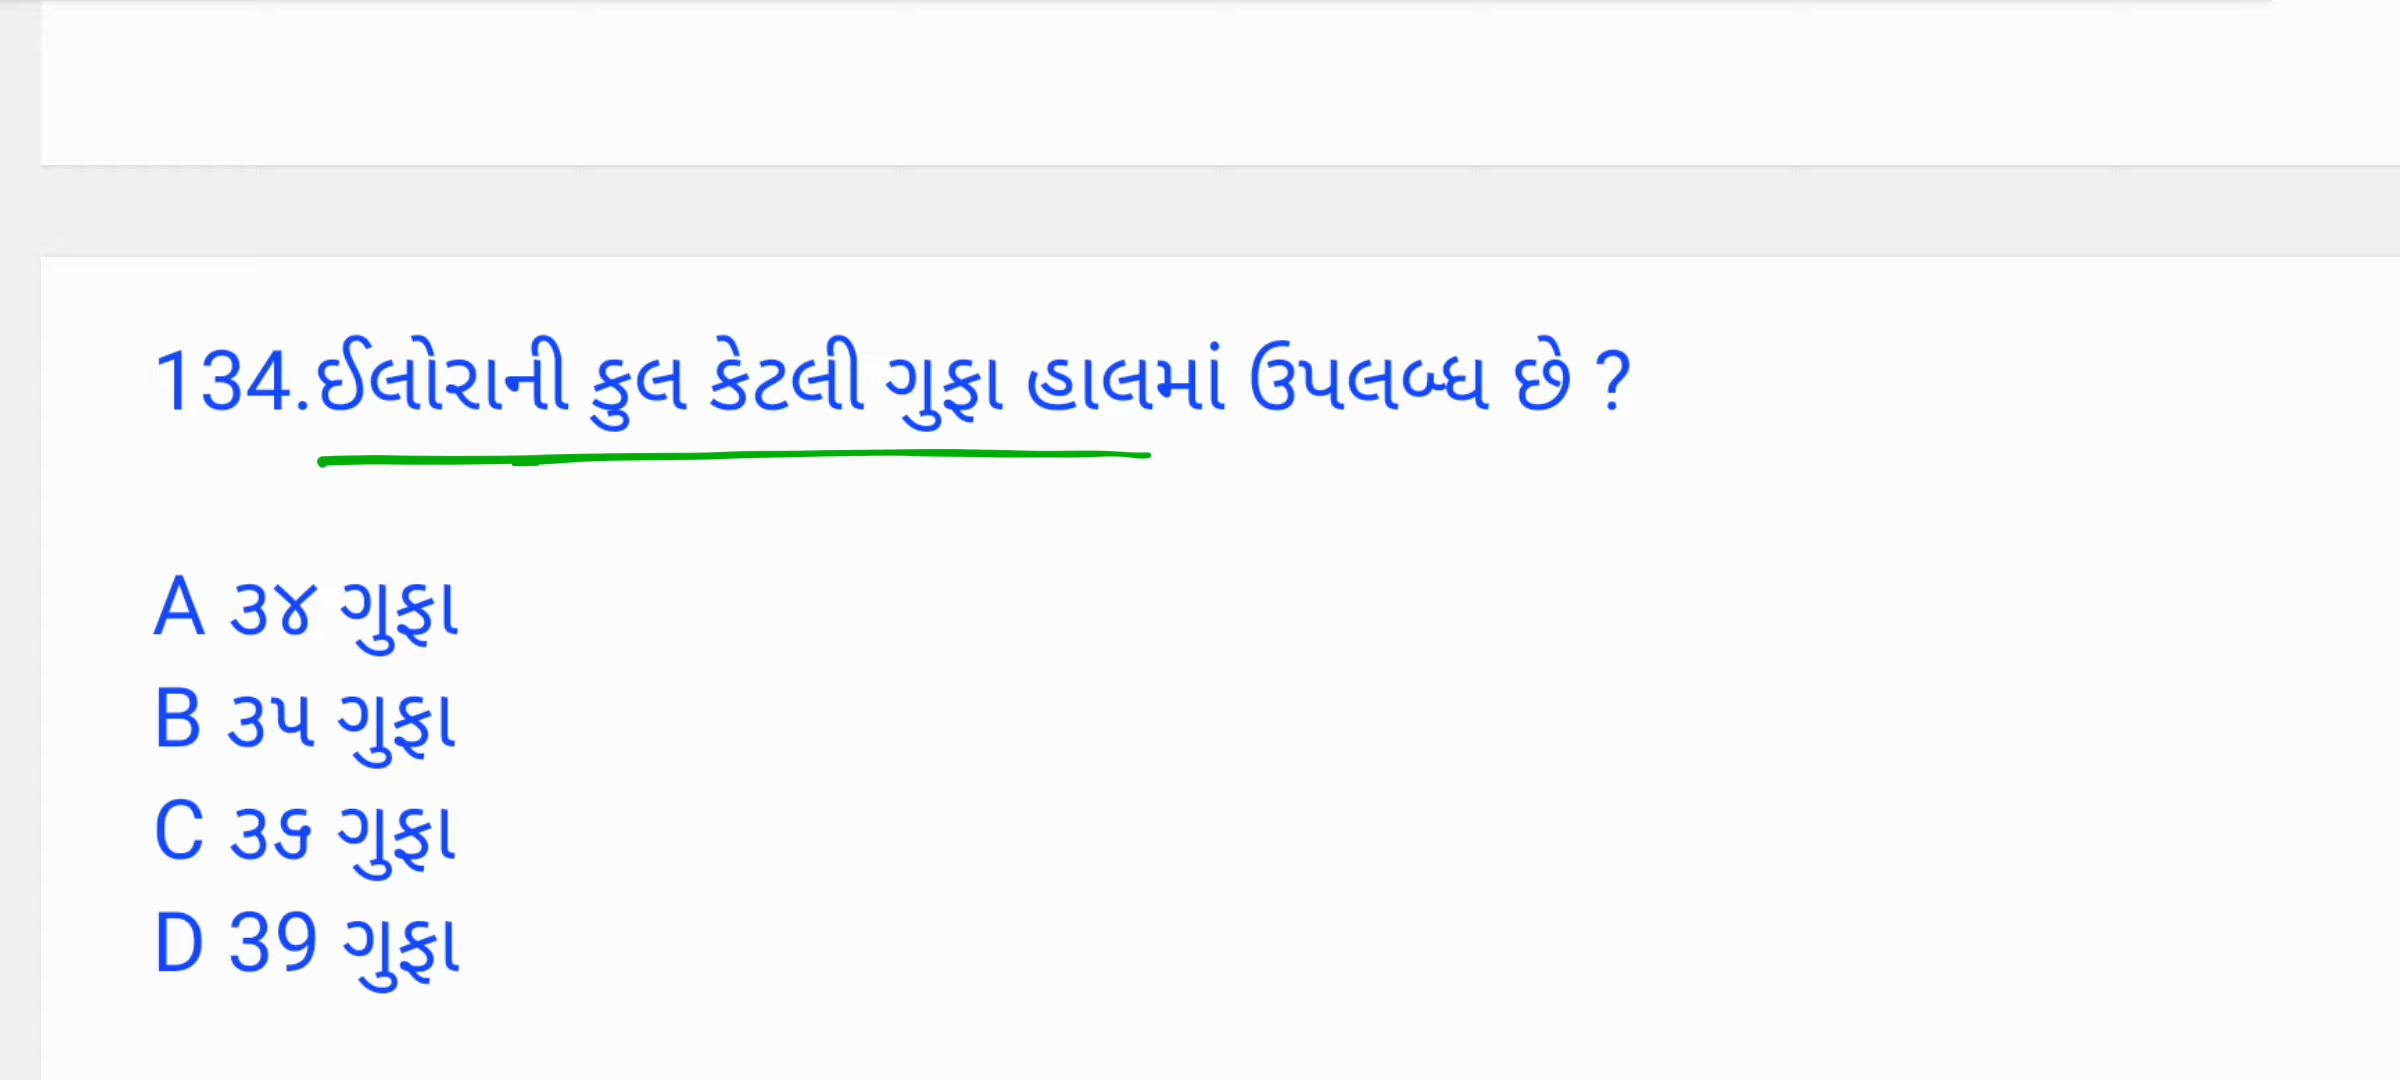 134.ઈલોરાની કુલ કેટલી ગુફા હાલમાં ઉપલબ્ધ છે ?
A ૩૪ ગુફા
B ૩૫ ગુફા
C ૩૬ ગુફા
D 39 ગુફા